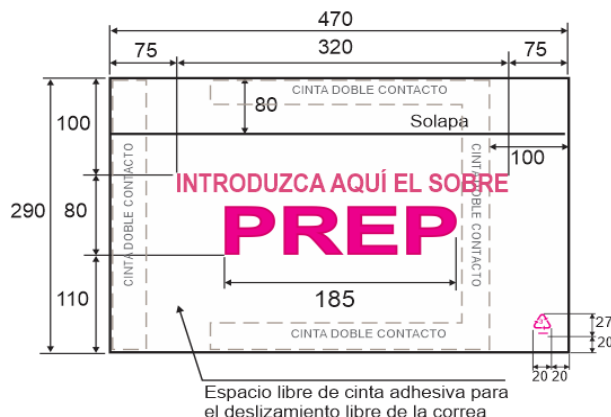 470
75
320
75
CINTA DOBLE CONTACTO
80
Solapa
100
100
INTRODUZCA AQUÍ EL SOBRE
PREP
290
80
CINTA DOBLE CONTACTO
CINTA DOBLE CONTACTO
185
110
CINTA DOBLE CONTACTO
27
20
20 20
Espacio libre de cinta adhesiva para
el deslizamiento libre de la correa